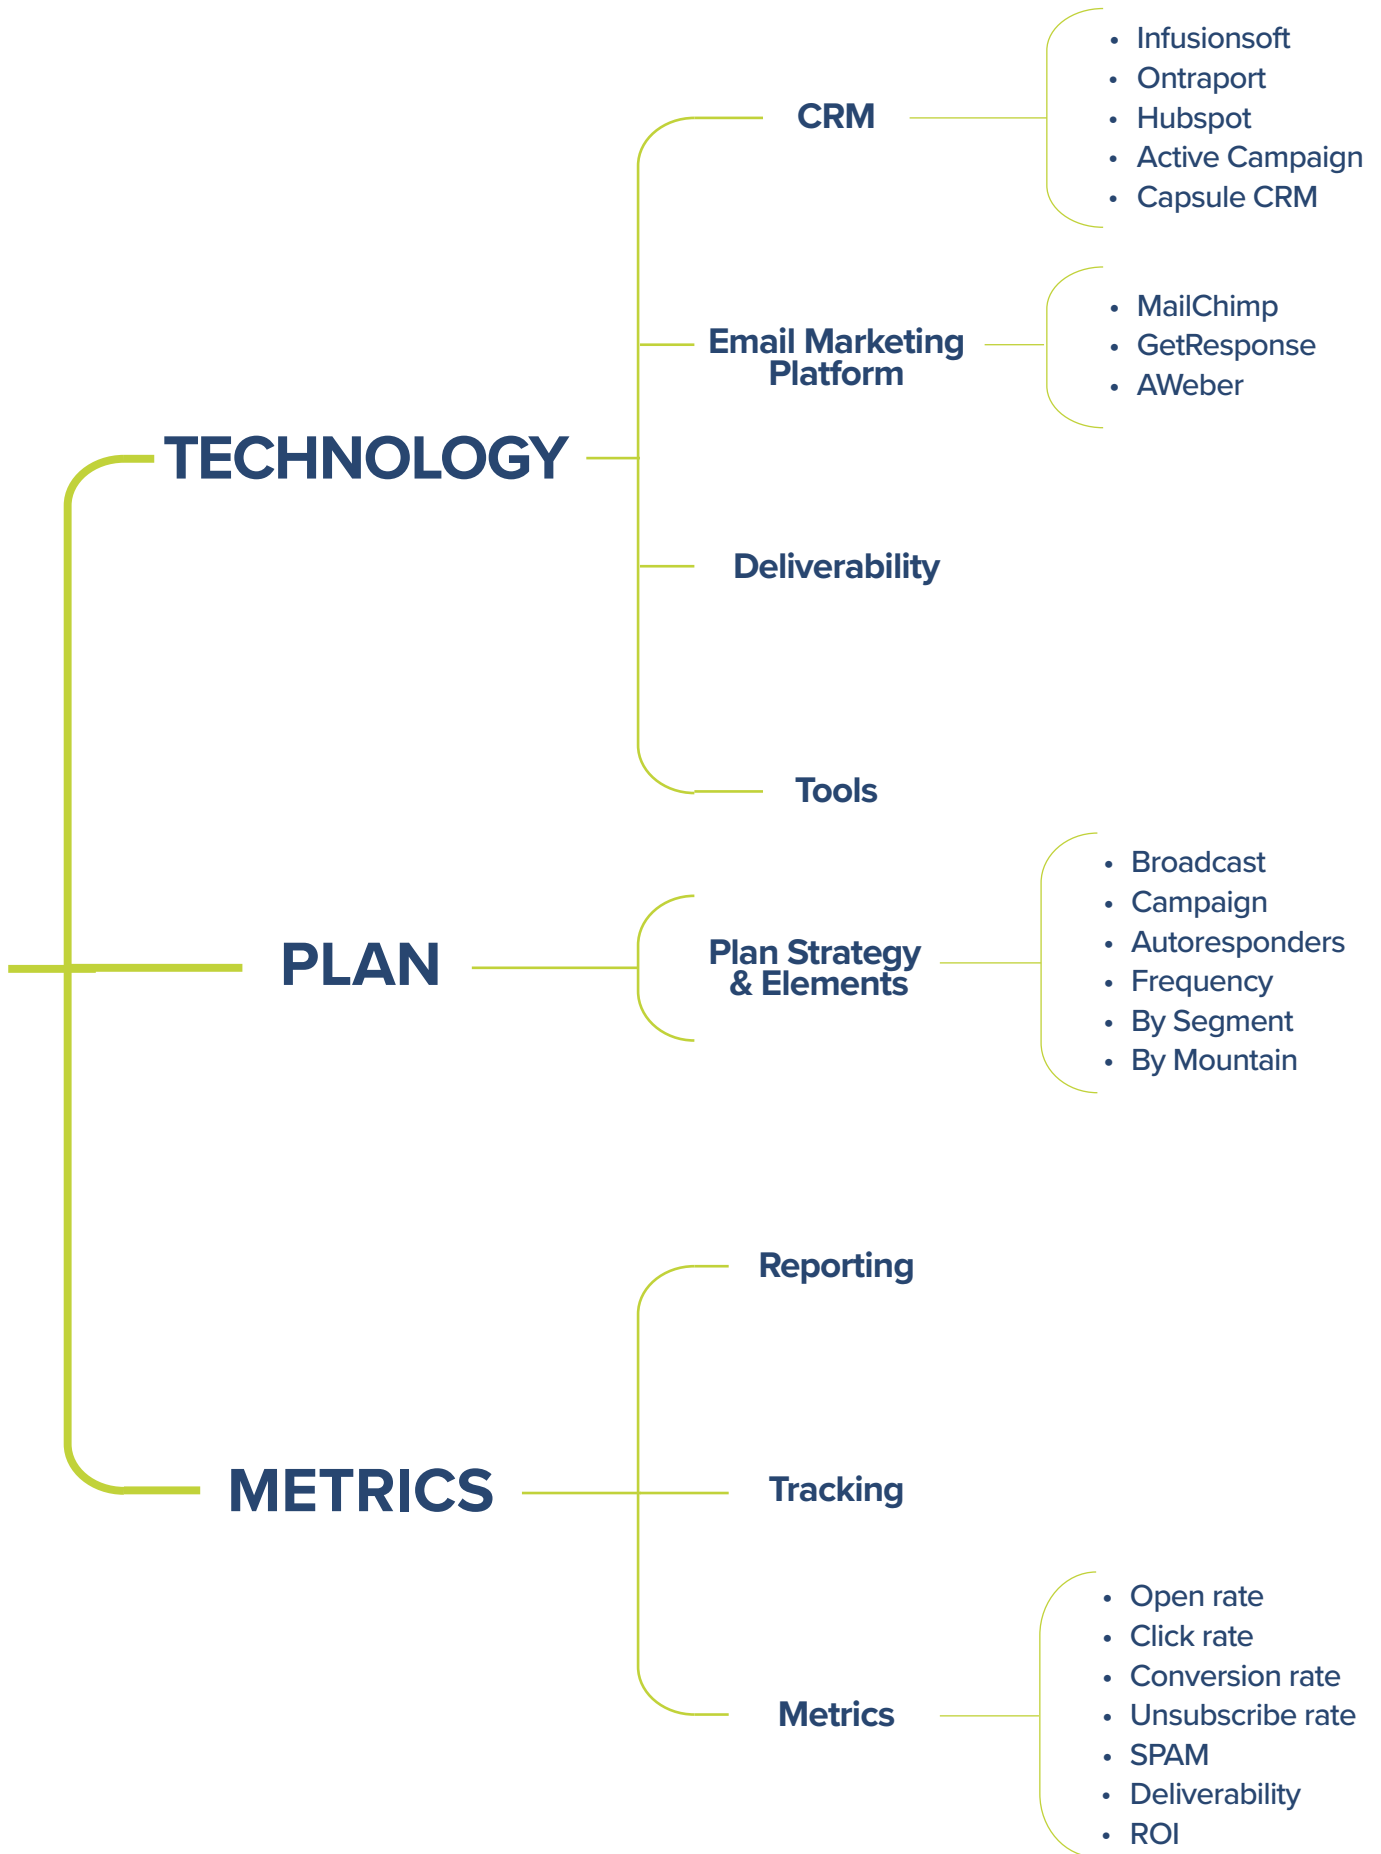 TECHNOLOGY
CRM
• Infusionsoft
• Ontraport
• Hubspot
• Active Campaign
• Capsule CRM
Email Marketing
Platform
• MailChimp
• GetResponse
• AWeber
Deliverability
Tools
PLAN
Plan Strategy
& Elements
• Broadcast
• Campaign
• Autoresponders
• Frequency
• By Segment
• By Mountain
METRICS
Reporting
Tracking
Metrics
• Open rate
• Click rate
• Conversion rate
• Unsubscribe rate
• SPAM
• Deliverability
• ROI